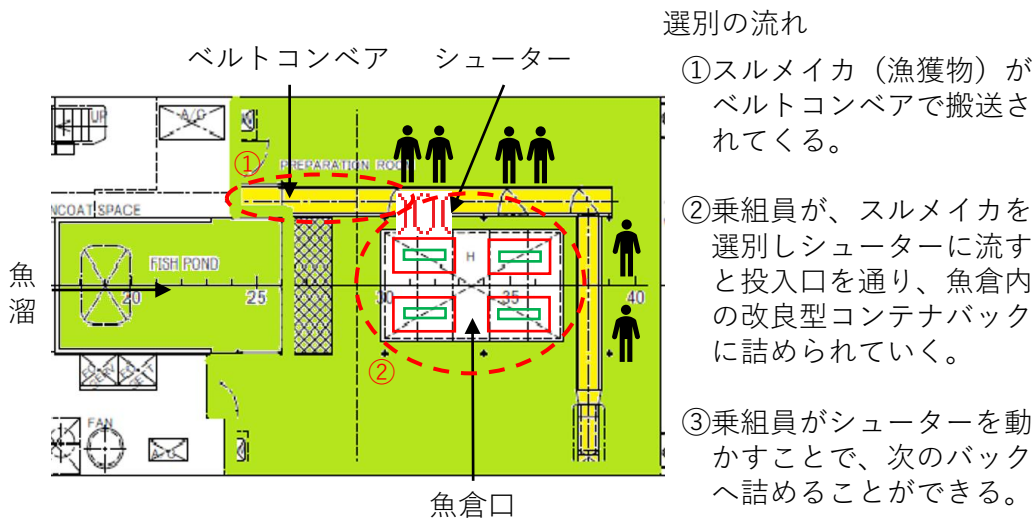 選別の流れ
ベルトコンベア
シューター
①スルメイカ（漁獲物）が
ベルトコンベアで搬送さ
れてくる。
②乗組員が、スルメイカを
選別しシューターに流す
と投入口を通り、魚倉内
の改良型コンテナバック
に詰められていく。
③乗組員がシューターを動
かすことで、次のバック
へ詰めることができる。
UP
A/C
①
PREPARATION ROO
NCOAT SPACE
魚
溜
FISH POND
H
20
25
30
35
40
②
FAN
魚倉口